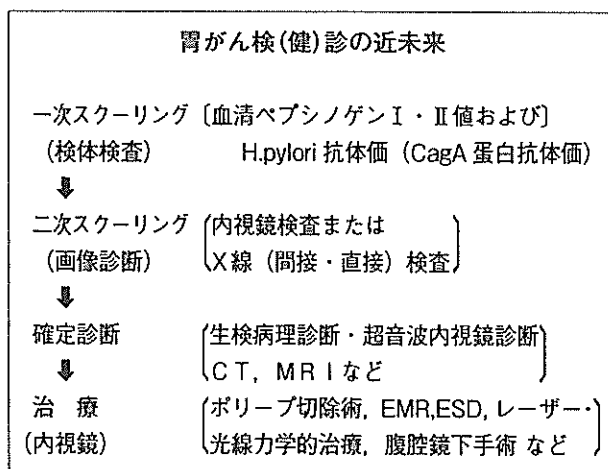 胃がん検(健)診の近未来
一次スクーリング〔血清ペプシノゲンⅠ・Ⅱ値および〕
(検体検査) H.pylori 抗体価(CagA 蛋白抗体価)
⬇
二次スクーリング(内視鏡検査または
(画像診断) X線(間接・直接)検査)
⬇
確定診断 (生検病理診断・超音波内視鏡診断)
⬇ (CT,MRIなど)
治 療 (ポリープ切除術,EMR,ESD,レーザー・)
(内視鏡) (光線力学的治療,腹腔鏡下手術 など)